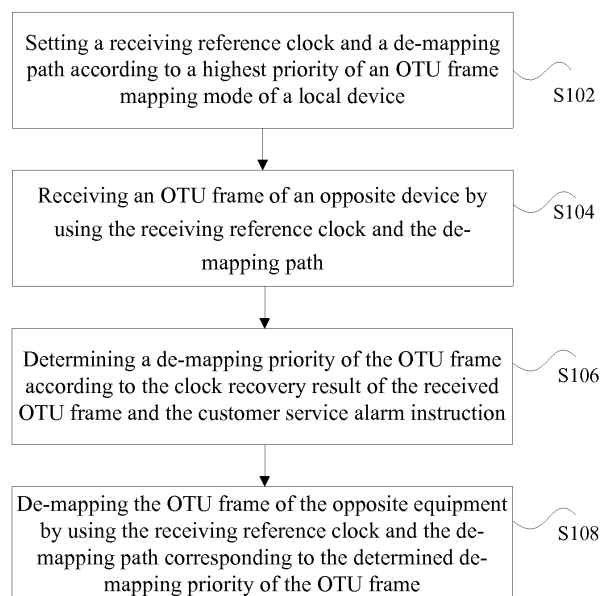 Setting a receiving reference clock and a de-mapping
path according to a highest priority of an OTU frame
mapping mode of a local device
S102
Receiving an OTU frame of an opposite device by
using the receiving reference clock and the de-
mapping path
S104
Determining a de-mapping priority of the OTU frame
according to the clock recovery result of the received
OTU frame and the customer service alarm instruction
S106
De-mapping the OTU frame of the opposite equipment
by using the receiving reference clock and the de-
mapping path corresponding to the determined de-
mapping priority of the OTU frame
S108